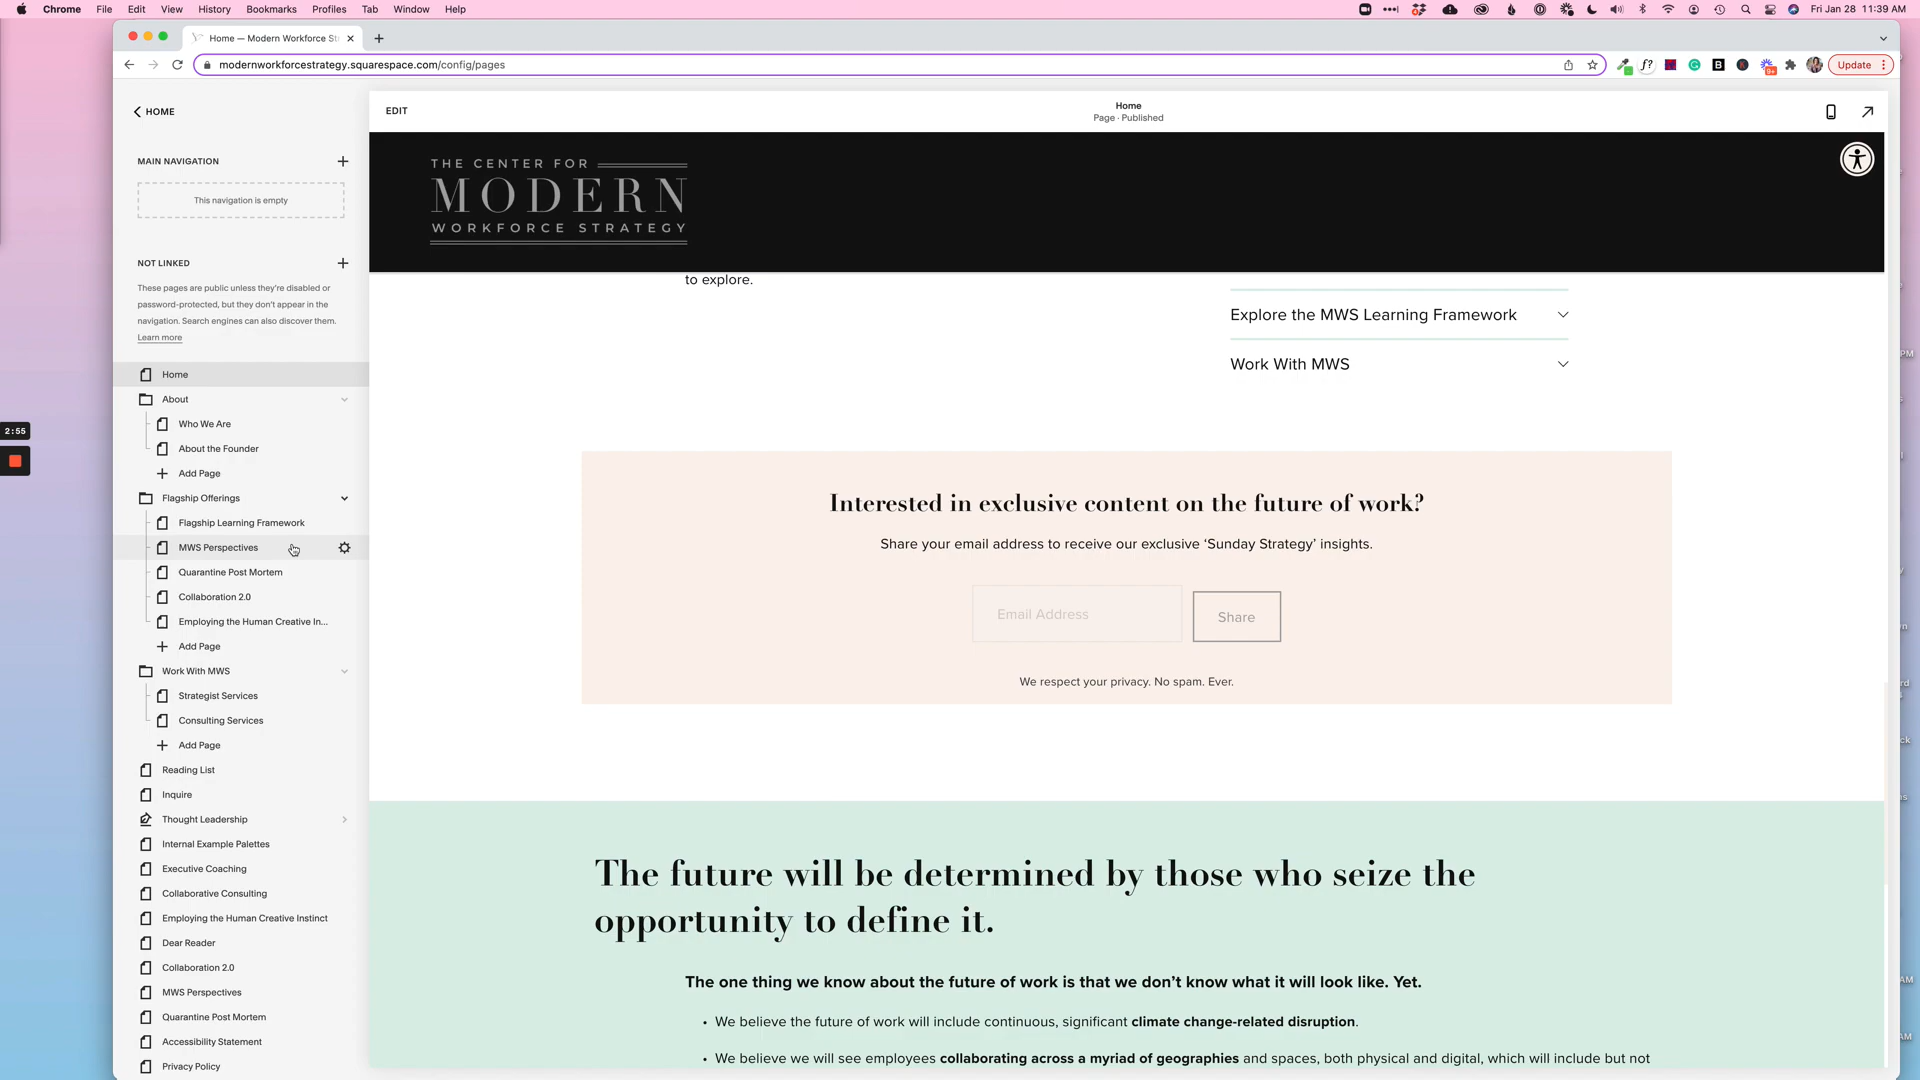 Chrome File Edit View History Bookmarks Profiles Tab Window Help
Fri Jan 28 11:39 AM
Home — Modern Workforce St
modernworkforcestrategy.squarespace.com/config/pages
Update
HOME
MAIN NAVIGATION
This navigation is empty
NOT LINKED
These pages are public unless they're disabled or
password-protected, but they don't appear in the
navigation. Search engines can also discover them.
Learn more
Home
About
Who We Are
About the Founder
Add Page
Flagship Offerings
Flagship Learning Framework
MWS Perspectives
Quarantine Post Mortem
Collaboration 2.0
Employing the Human Creative In...
Add Page
Work With MWS
Strategist Services
Consulting Services
Add Page
Reading List
Inquire
Thought Leadership
Internal Example Palettes
Executive Coaching
Collaborative Consulting
Employing the Human Creative Instinct
Dear Reader
Collaboration 2.0
MWS Perspectives
Quarantine Post Mortem
Accessibility Statement
Privacy Policy
2:55
EDIT
Home
Page · Published
THE CENTER FOR
MODERN
WORKFORCE STRATEGY
to explore.
Explore the MWS Learning Framework
Work With MWS
Interested in exclusive content on the future of work?
Share your email address to receive our exclusive ‘Sunday Strategy’ insights.
Email Address
Share
We respect your privacy. No spam. Ever.
The future will be determined by those who seize the
opportunity to define it.
The one thing we know about the future of work is that we don’t know what it will look like. Yet.
• We believe the future of work will include continuous, significant climate change-related disruption.
• We believe we will see employees collaborating across a myriad of geographies and spaces, both physical and digital, which will include but not
PM
AM
AM